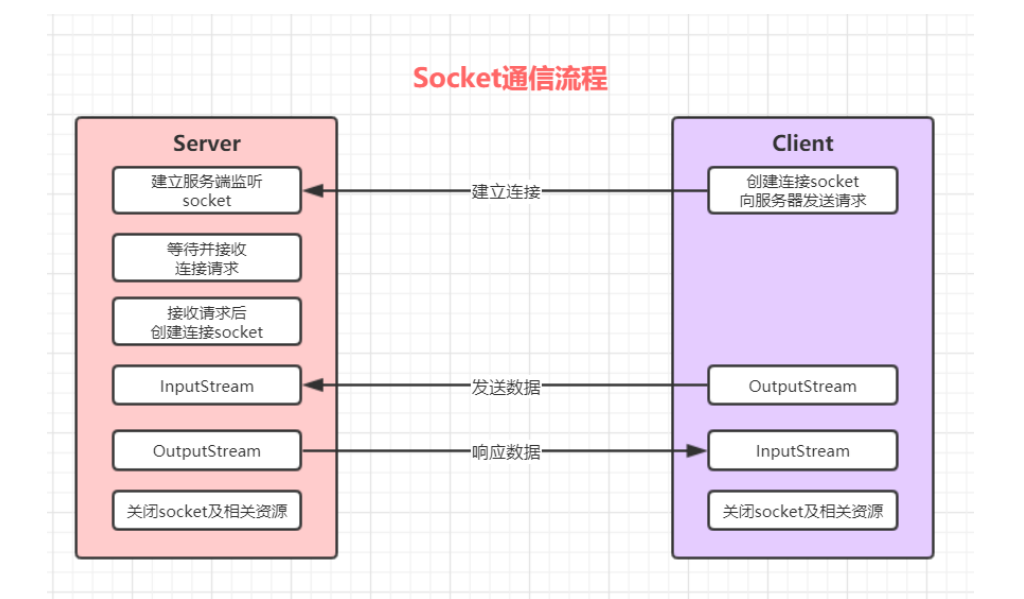 Socket通信流程
Server
建立服务端监听
socket
等待并接收
连接请求
接收请求后
创建连接socket
InputStream
OutputStream
关闭socket及相关资源
建立连接
发送数据
响应数据
Client
创建连接socket
向服务器发送请求
OutputStream
InputStream
关闭socket及相关资源